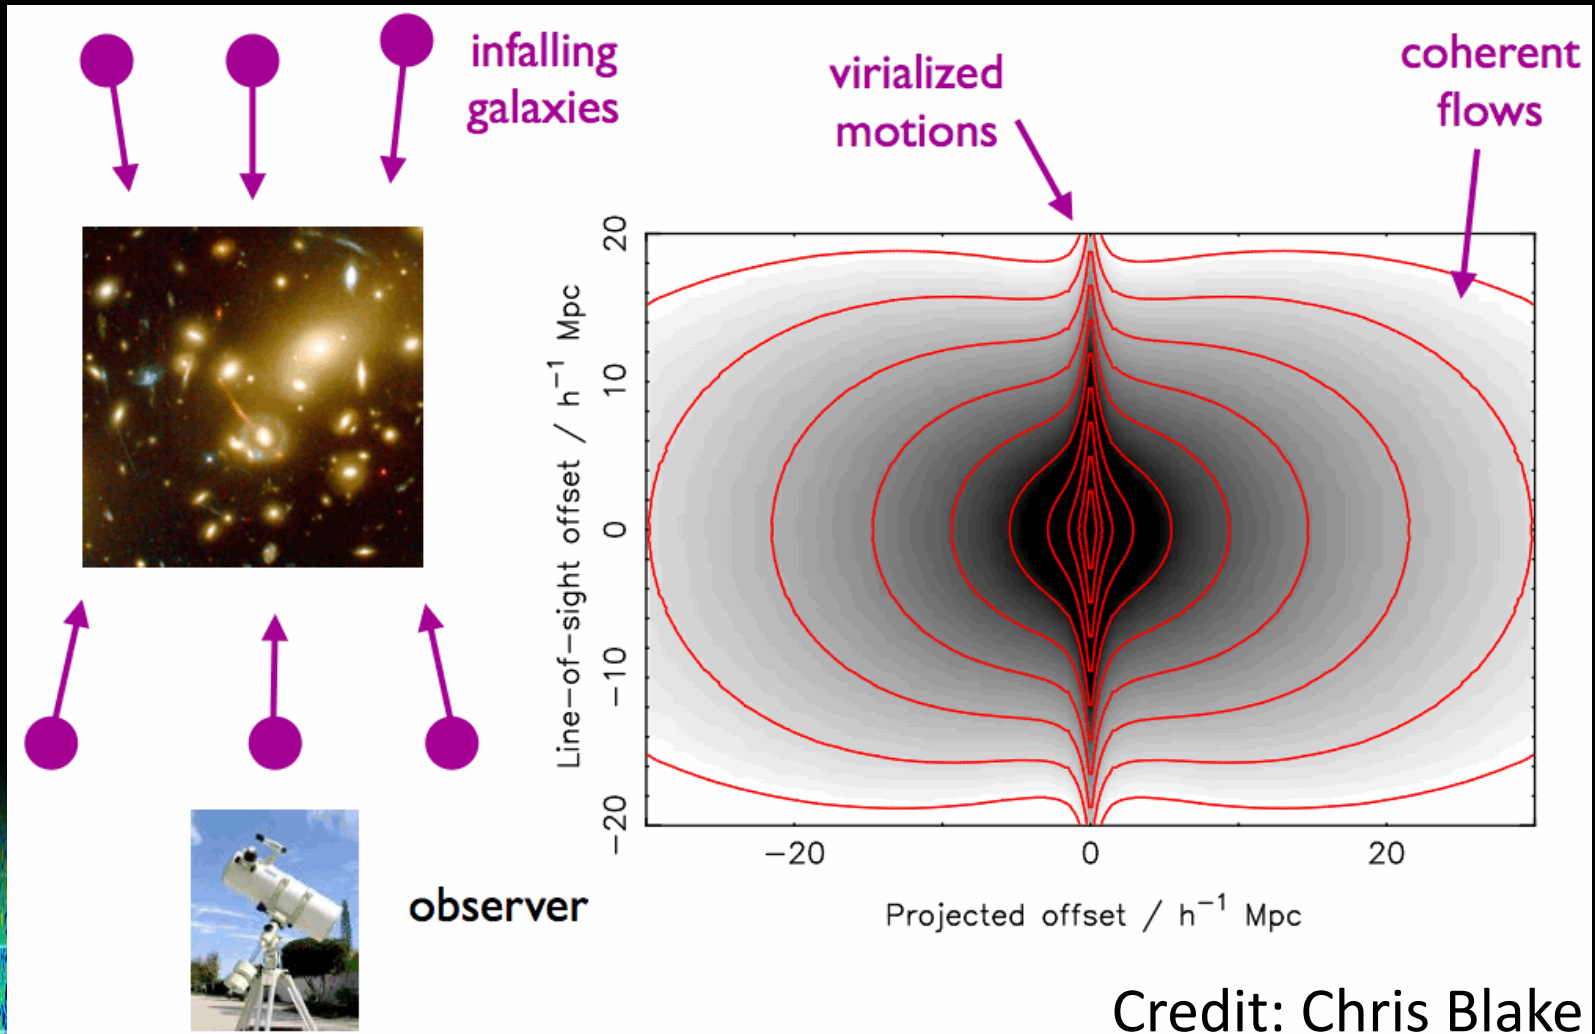 infalling
galaxies
virialized
motions
coherent
flows
20
10
0
−10
−20
Line−of−sight offset / h⁻¹ Mpc
−20 0 20
Projected offset / h⁻¹ Mpc
observer
Credit: Chris Blake